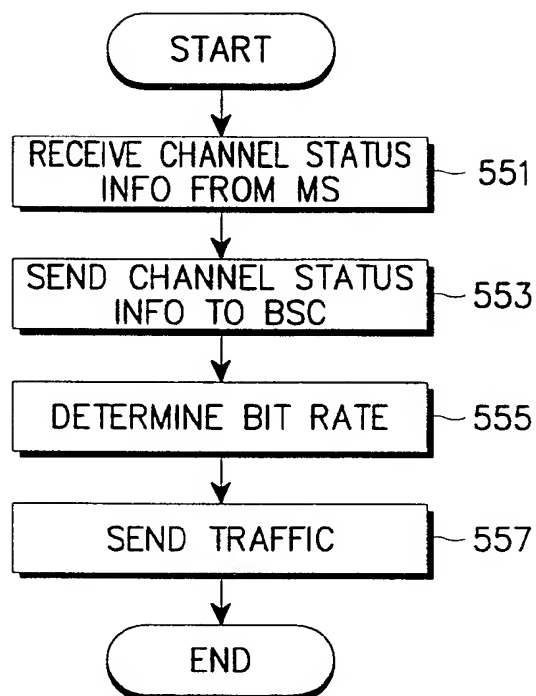 START
RECEIVE CHANNEL STATUS
INFO FROM MS
551
SEND CHANNEL STATUS
INFO TO BSC
553
DETERMINE BIT RATE
555
SEND TRAFFIC
557
END